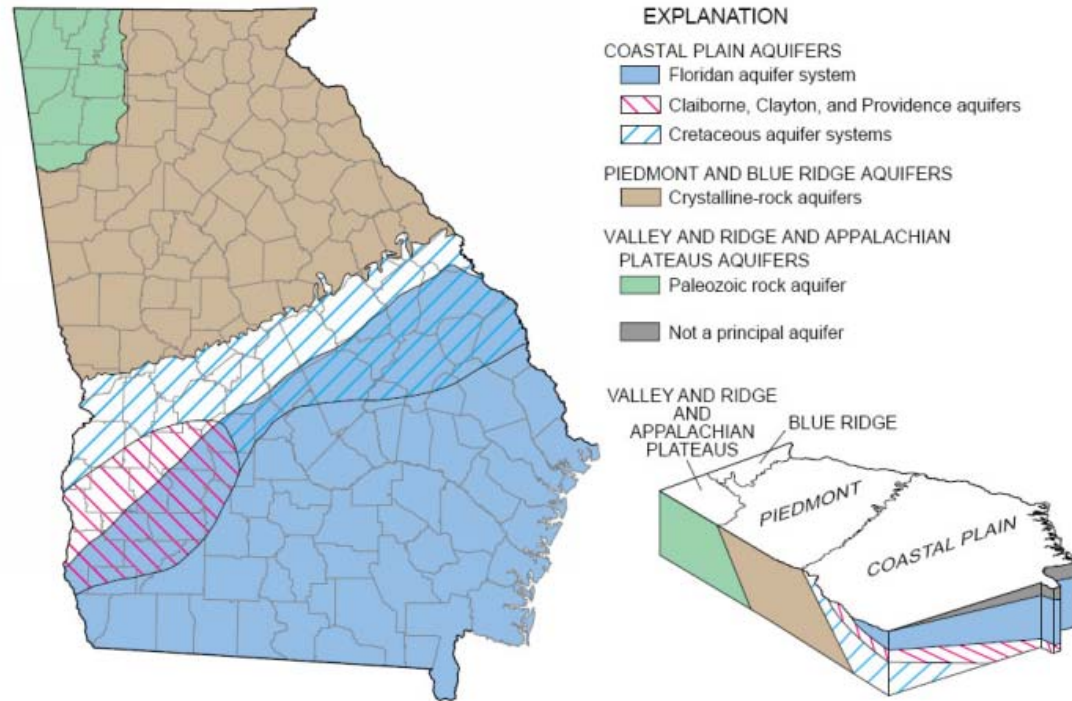 EXPLANATION
COASTAL PLAIN AQUIFERS
Floridan aquifer system
Claiborne, Clayton, and Providence aquifers
Cretaceous aquifer systems
PIEDMONT AND BLUE RIDGE AQUIFERS
Crystalline-rock aquifers
VALLEY AND RIDGE AND APPALACHIAN
PLATEAUS AQUIFERS
Paleozoic rock aquifer
Not a principal aquifer
VALLEY AND RIDGE
AND
APPALACHIAN
PLATEAUS
BLUE RIDGE
PIEDMONT
COASTAL PLAIN